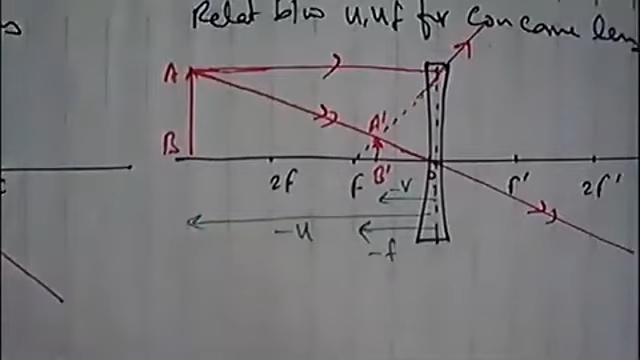 Relat b/w u, v f for Concave lens
A
A'
B
2f
f
B'
f'
2f'
-v
-u
-f